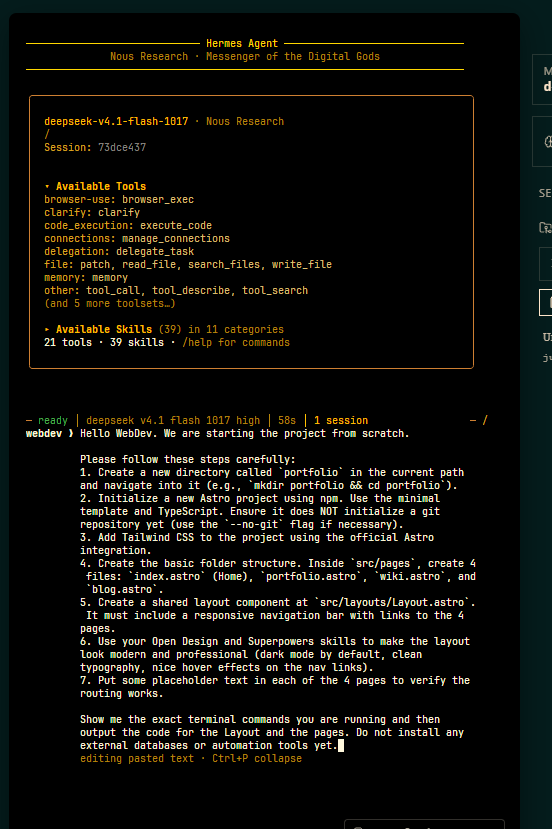 Hermes Agent
Nous Research · Messenger of the Digital Gods
deepseek-v4.1-flash-1017 · Nous Research
/
Session: 73dce437
▾ Available Tools
browser-use: browser_exec
clarify: clarify
code_execution: execute_code
connections: manage_connections
delegation: delegate_task
file: patch, read_file, search_files, write_file
memory: memory
other: tool_call, tool_describe, tool_search
(and 5 more toolsets…)
▸ Available Skills (39) in 11 categories
21 tools · 39 skills · /help for commands
— ready │ deepseek v4.1 flash 1017 high │ 58s │ 1 session — /
webdev ❯ Hello WebDev. We are starting the project from scratch.
Please follow these steps carefully:
1. Create a new directory called `portfolio` in the current path
and navigate into it (e.g., `mkdir portfolio && cd portfolio`).
2. Initialize a new Astro project using npm. Use the minimal
template and TypeScript. Ensure it does NOT initialize a git
repository yet (use the `--no-git` flag if necessary).
3. Add Tailwind CSS to the project using the official Astro
integration.
4. Create the basic folder structure. Inside `src/pages`, create 4
files: `index.astro` (Home), `portfolio.astro`, `wiki.astro`, and
`blog.astro`.
5. Create a shared layout component at `src/layouts/Layout.astro`.
It must include a responsive navigation bar with links to the 4
pages.
6. Use your Open Design and Superpowers skills to make the layout
look modern and professional (dark mode by default, clean
typography, nice hover effects on the nav links).
7. Put some placeholder text in each of the 4 pages to verify the
routing works.
Show me the exact terminal commands you are running and then
output the code for the Layout and the pages. Do not install any
external databases or automation tools yet.
editing pasted text · Ctrl+P collapse
SE